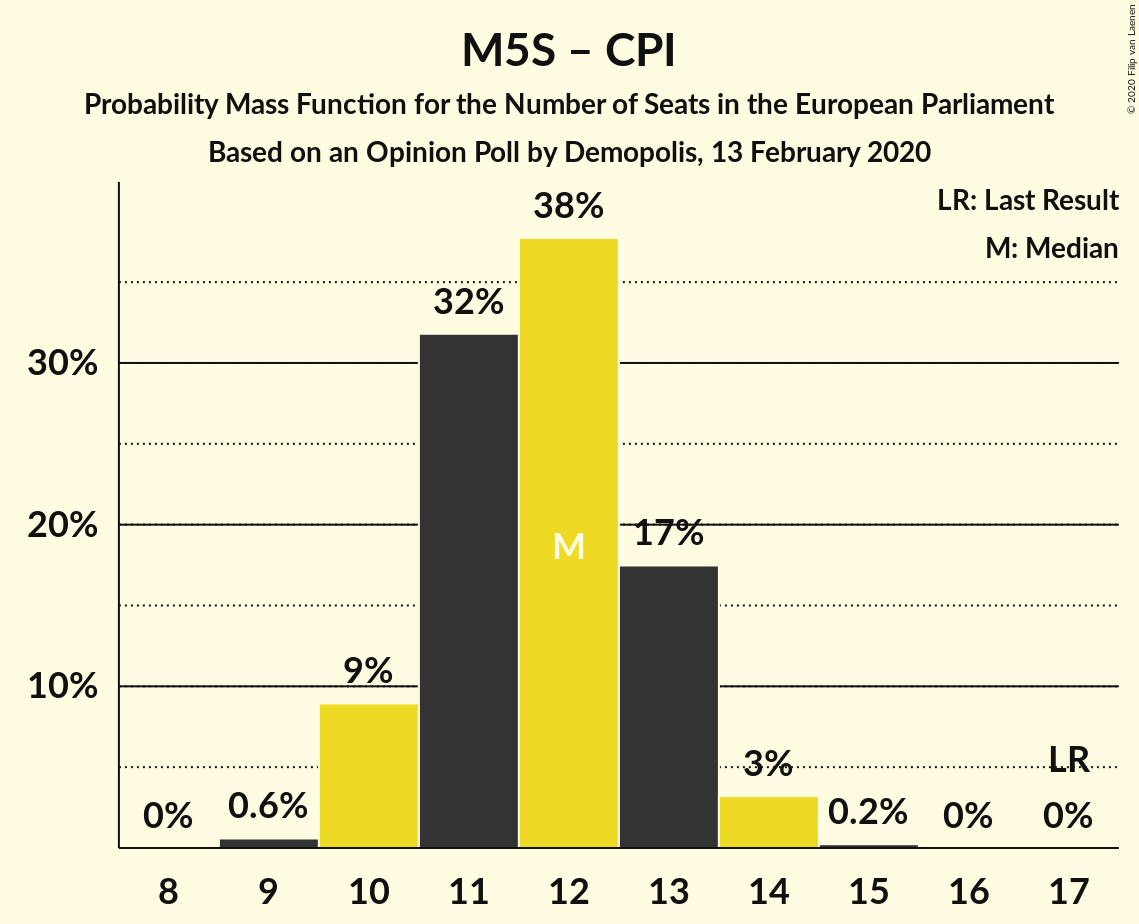 M5S – CPI
Probability Mass Function for the Number of Seats in the European Parliament
Based on an Opinion Poll by Demopolis, 13 February 2020
© 2020 Filip van Laenen
LR: Last Result
M: Median
38%
32%
30%
20%
17%
M
10%
9%
3%
LR
0%
0.6%
0.2%
0%
0%
8 9 10 11 12 13 14 15 16 17